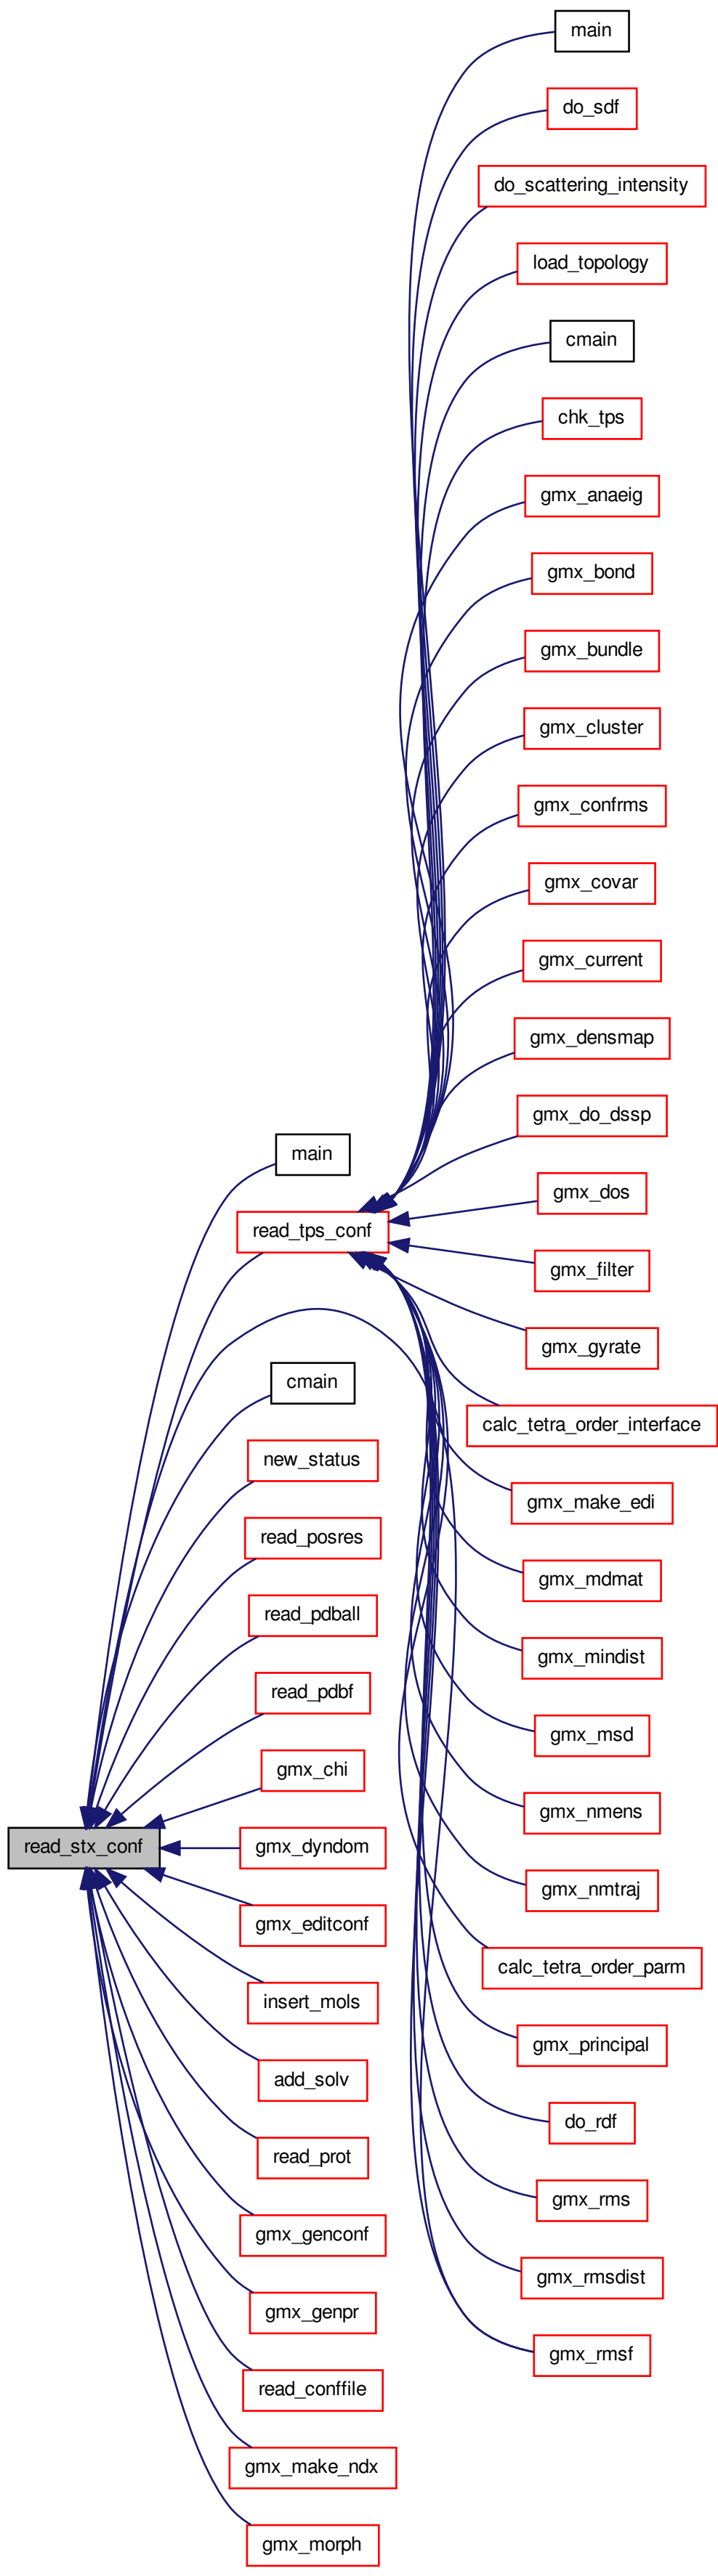 main
do_sdf
do_scattering_intensity
load_topology
cmain
chk_tps
gmx_anaeig
gmx_bond
gmx_bundle
gmx_cluster
gmx_confrms
gmx_covar
gmx_current
gmx_densmap
gmx_do_dssp
main
gmx_dos
read_tps_conf
gmx_filter
gmx_gyrate
cmain
calc_tetra_order_interface
new_status
gmx_make_edi
read_posres
gmx_mdmat
read_pdball
gmx_mindist
read_pdbf
gmx_msd
gmx_chi
gmx_nmens
read_stx_conf
gmx_dyndom
gmx_nmtraj
gmx_editconf
calc_tetra_order_parm
insert_mols
gmx_principal
add_solv
do_rdf
read_prot
gmx_rms
gmx_genconf
gmx_rmsdist
gmx_genpr
gmx_rmsf
read_conffile
gmx_make_ndx
gmx_morph